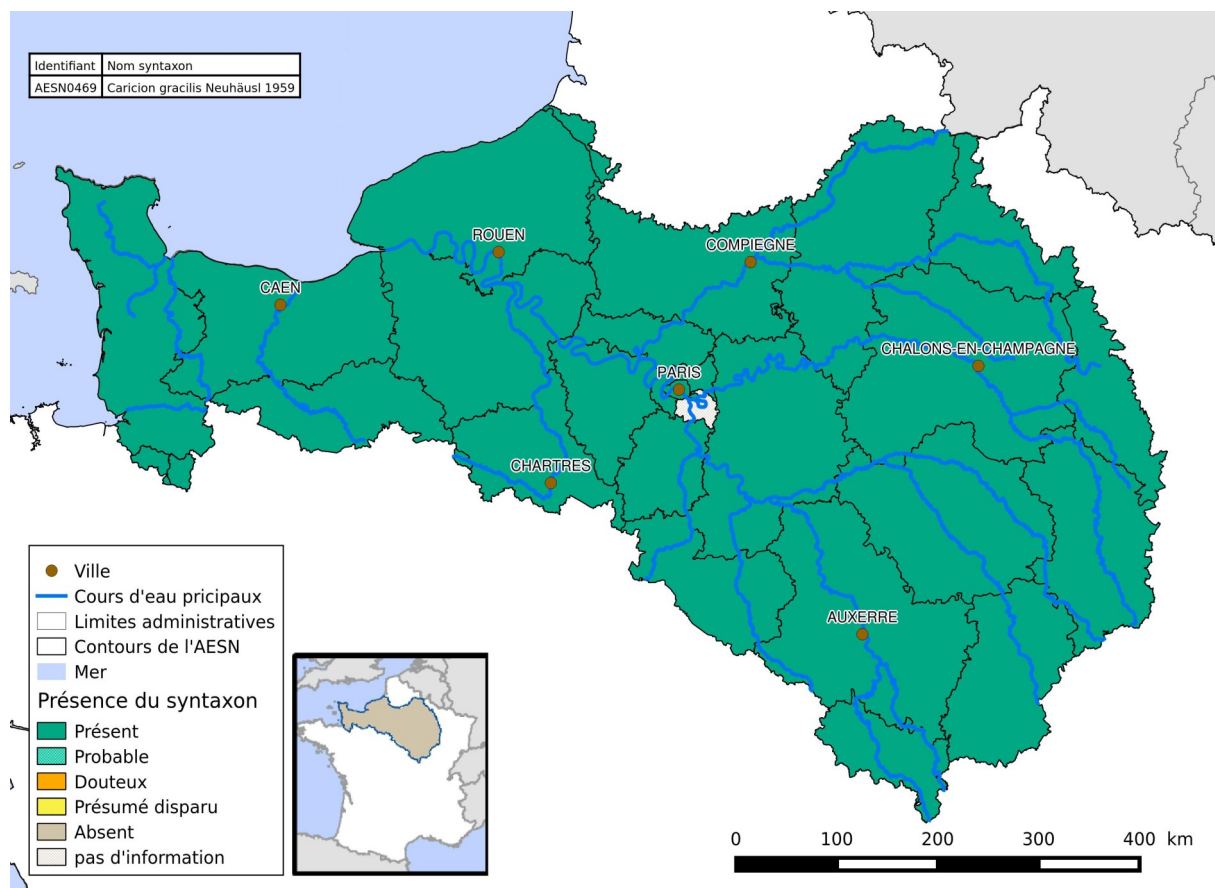 Identifiant Nom syntaxon
AESN0469 Caricion gracilis Neuhäusl 1959
ROUEN
COMPIEGNE
CAEN
CHALONS-EN-CHAMPAGNE
PARIS
CHARTRES
AUXERRE
Ville
Cours d'eau pricipaux
Limites administratives
Contours de l'AESN
Mer
Présence du syntaxon
Présent
Probable
Douteux
Présumé disparu
Absent
pas d'information
0 100 200 300 400 km